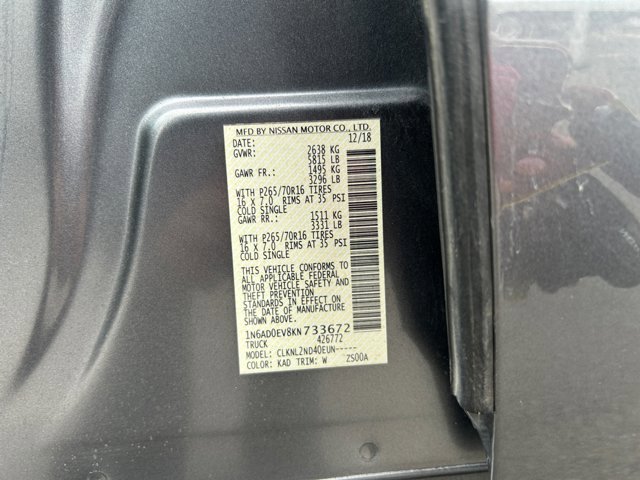 MFD BY NISSAN MOTOR CO., LTD.
DATE: 12/18
GVWR: 2638 KG
5815 LB
GAWR FR.: 1495 KG
3296 LB
WITH P265/70R16 TIRES
16 X 7.0 RIMS AT 35 PSI
COLD SINGLE
GAWR RR.: 1511 KG
3331 LB
WITH P265/70R16 TIRES
16 X 7.0 RIMS AT 35 PSI
COLD SINGLE
THIS VEHICLE CONFORMS TO
ALL APPLICABLE FEDERAL
MOTOR VEHICLE SAFETY AND
THEFT PREVENTION
STANDARDS IN EFFECT ON
THE DATE OF MANUFACTURE
SHOWN ABOVE.
1N6AD0EV8KN733672
TRUCK 426772
MODEL: CLKNL2ND40EUN-----
COLOR: KAD TRIM: W ZS00A